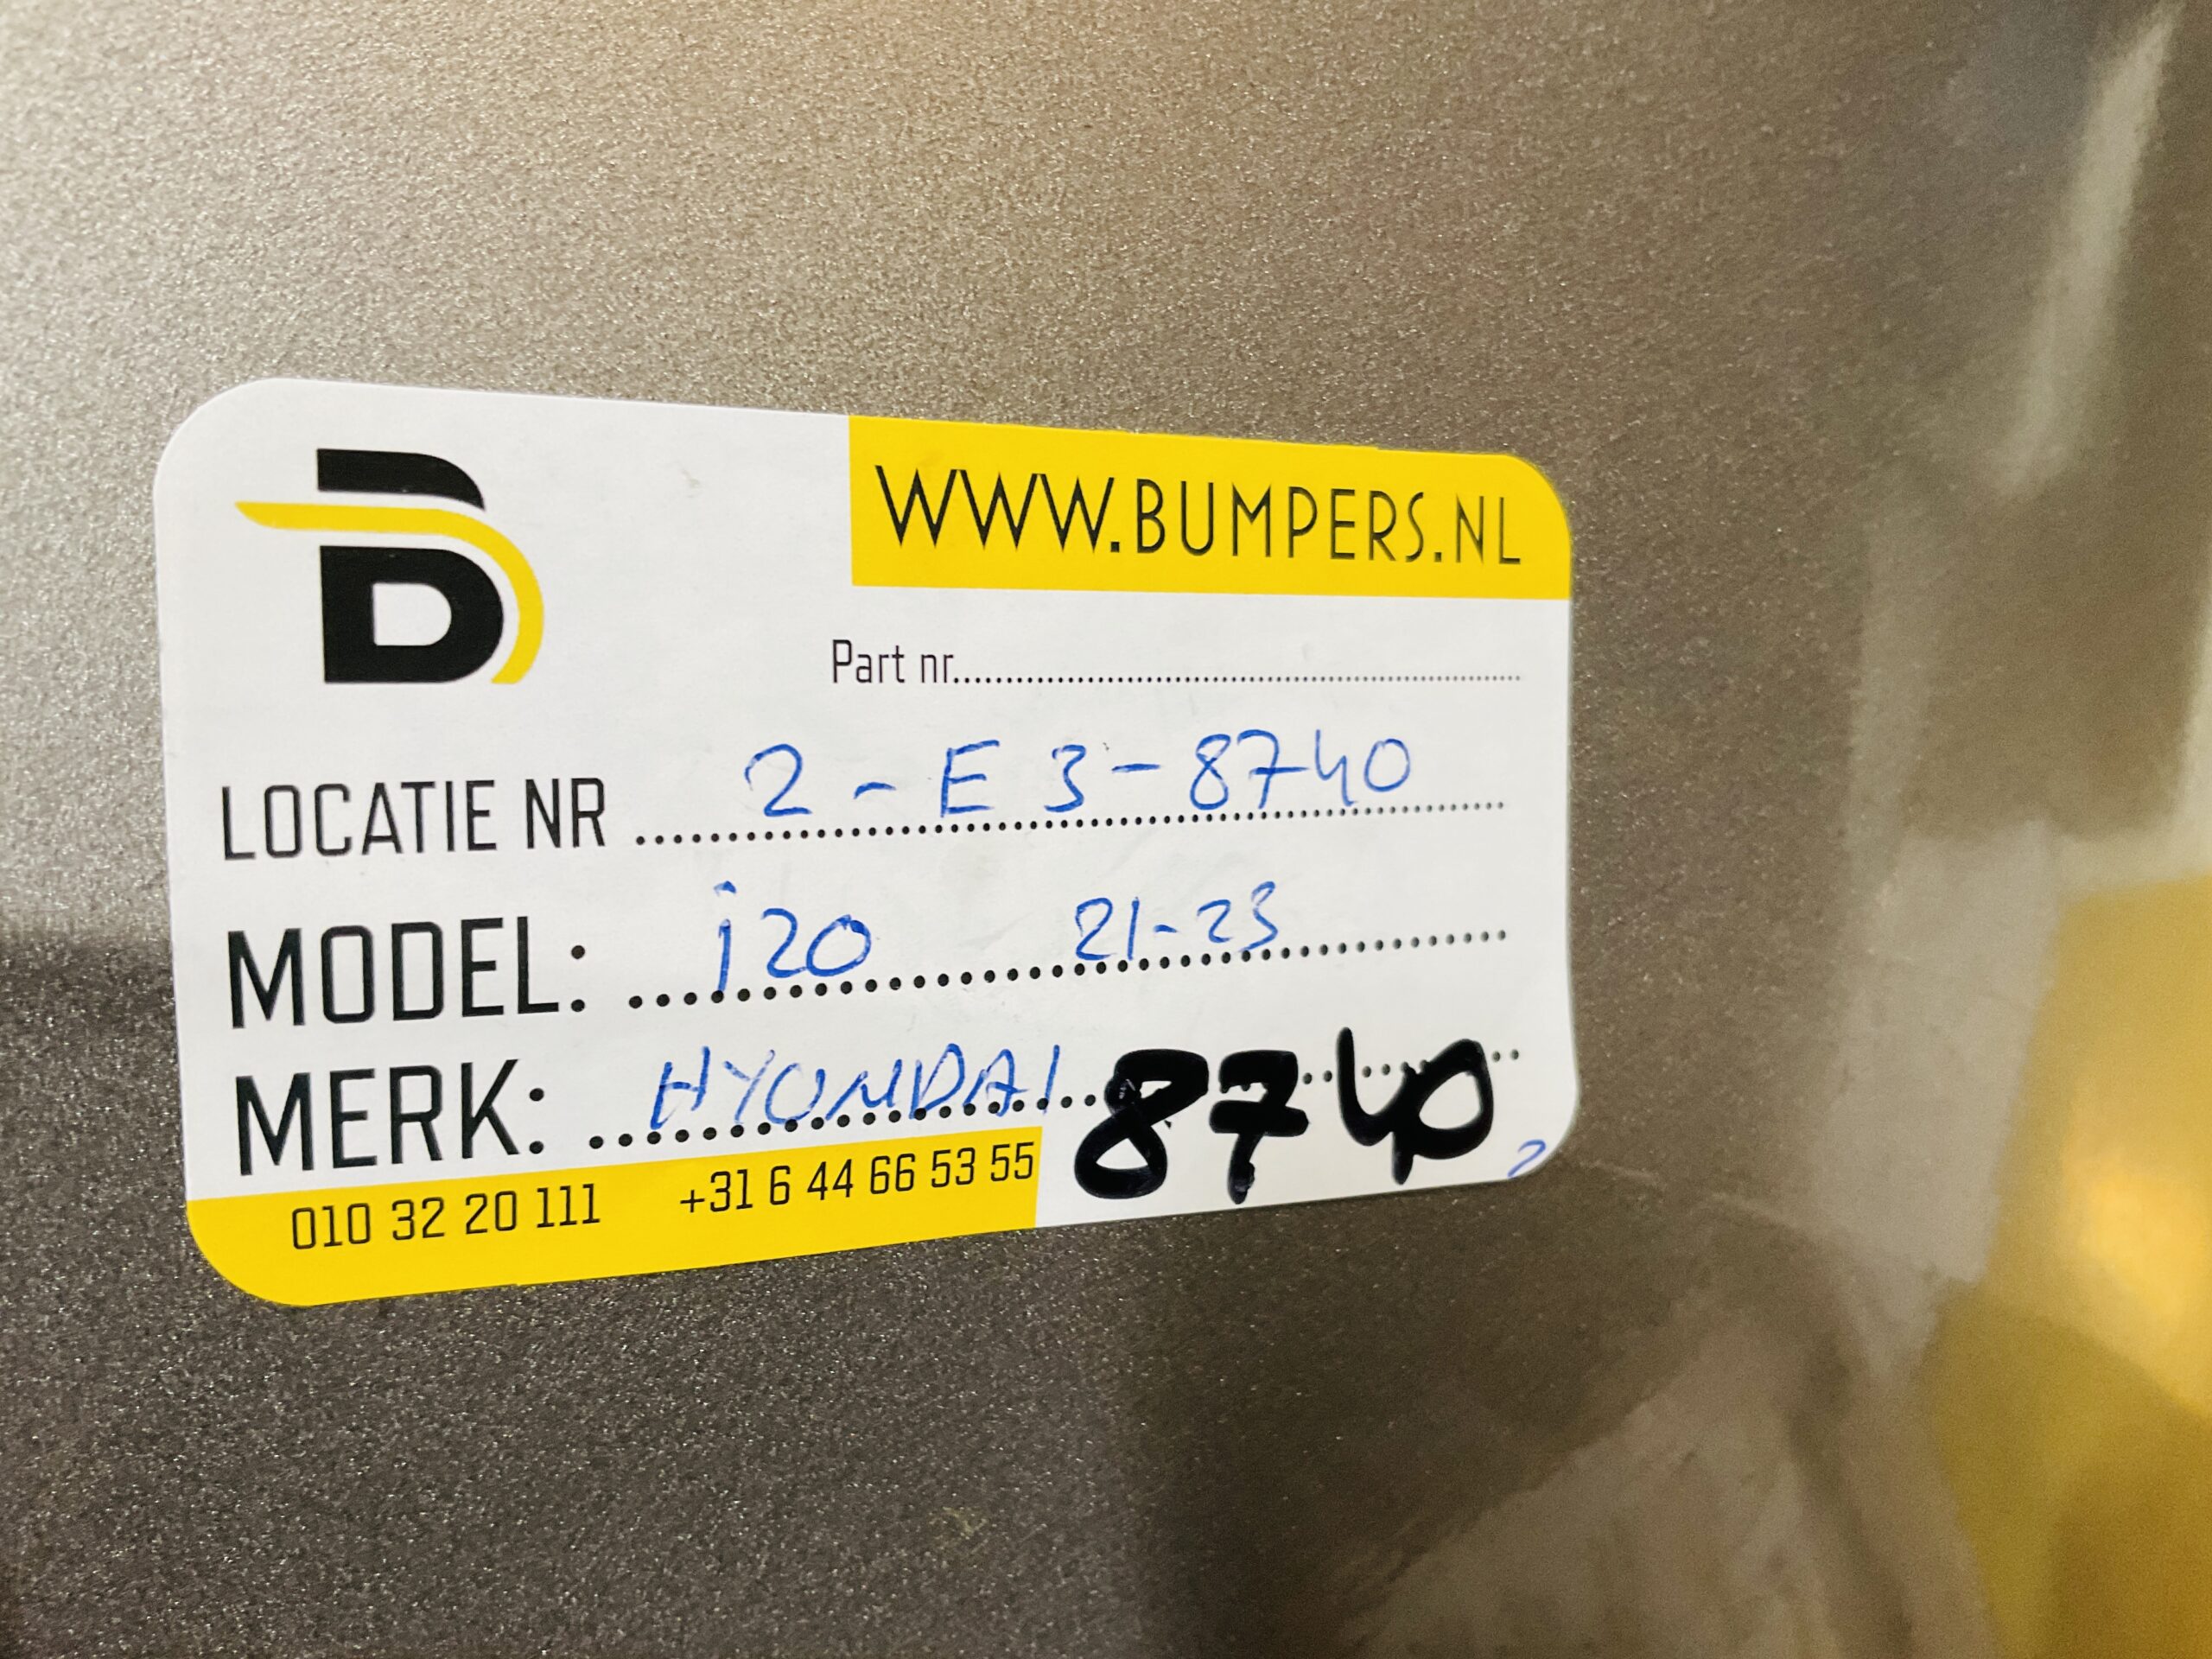 B
WWW.BUMPERS.NL
Part nr.
LOCATIE NR 2-E3-8740
MODEL: i20 21-23
MERK: HYUNDAI 8740
010 32 20 111 +31 6 44 66 53 55